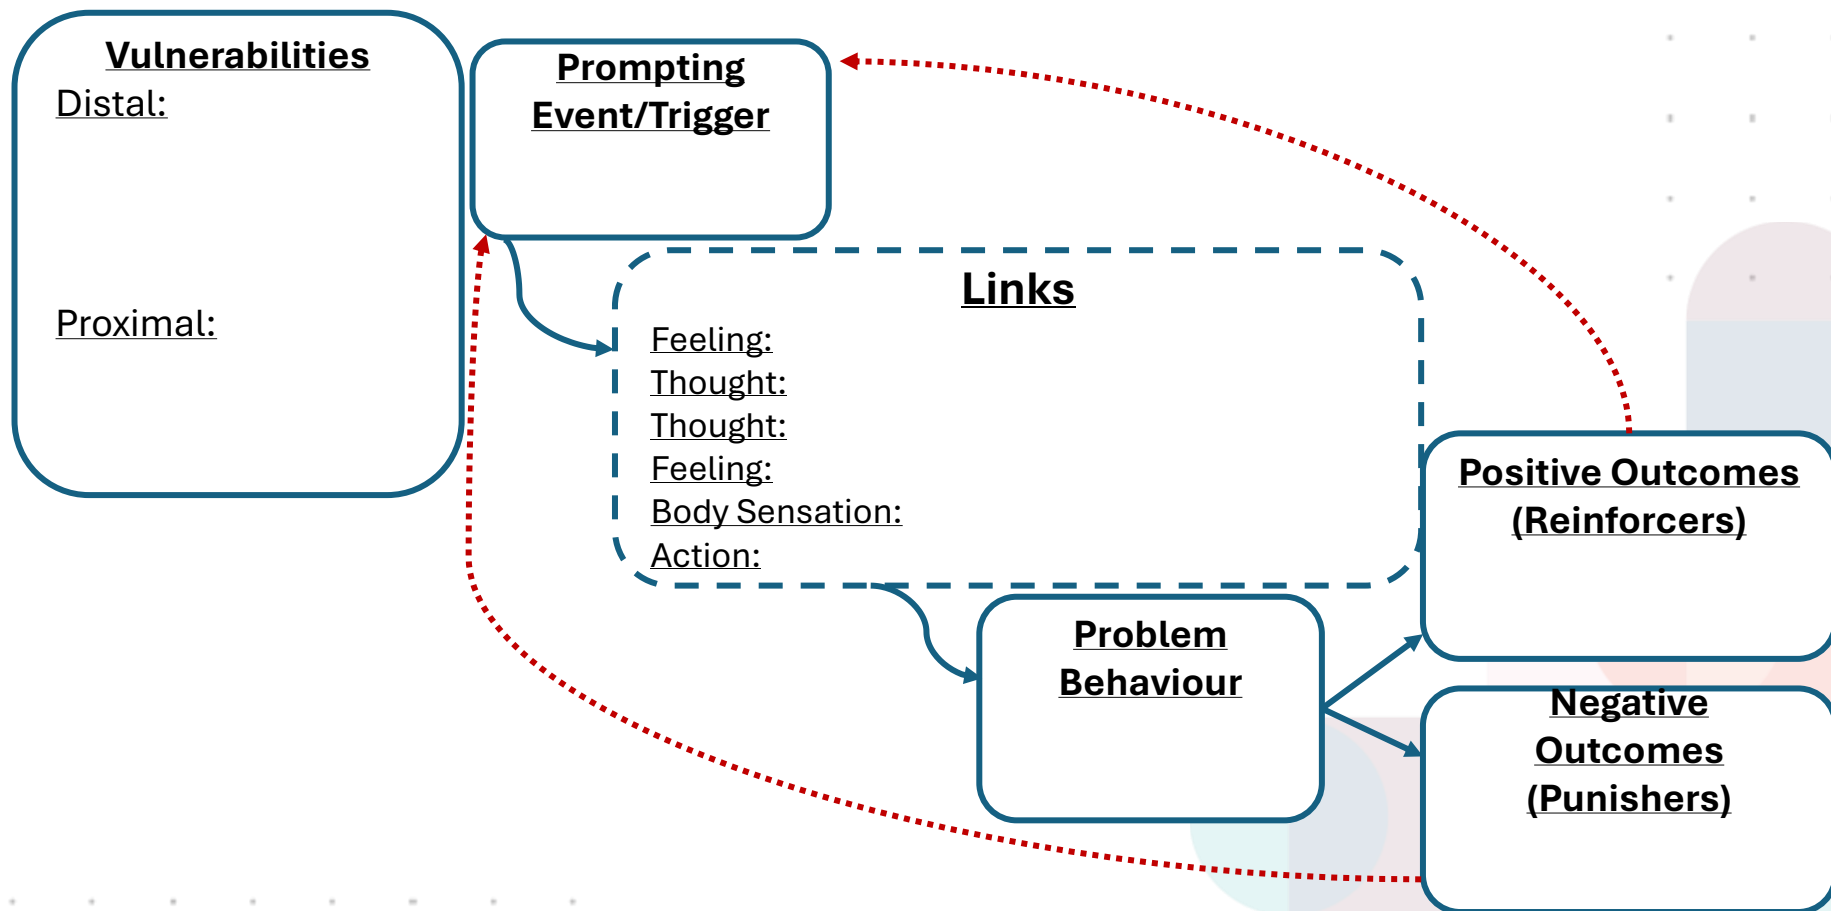 Vulnerabilities
Distal:
Proximal:
Prompting
Event/Trigger
Links
Feeling:
Thought:
Thought:
Feeling:
Body Sensation:
Action:
Problem
Behaviour
Positive Outcomes
(Reinforcers)
Negative
Outcomes
(Punishers)